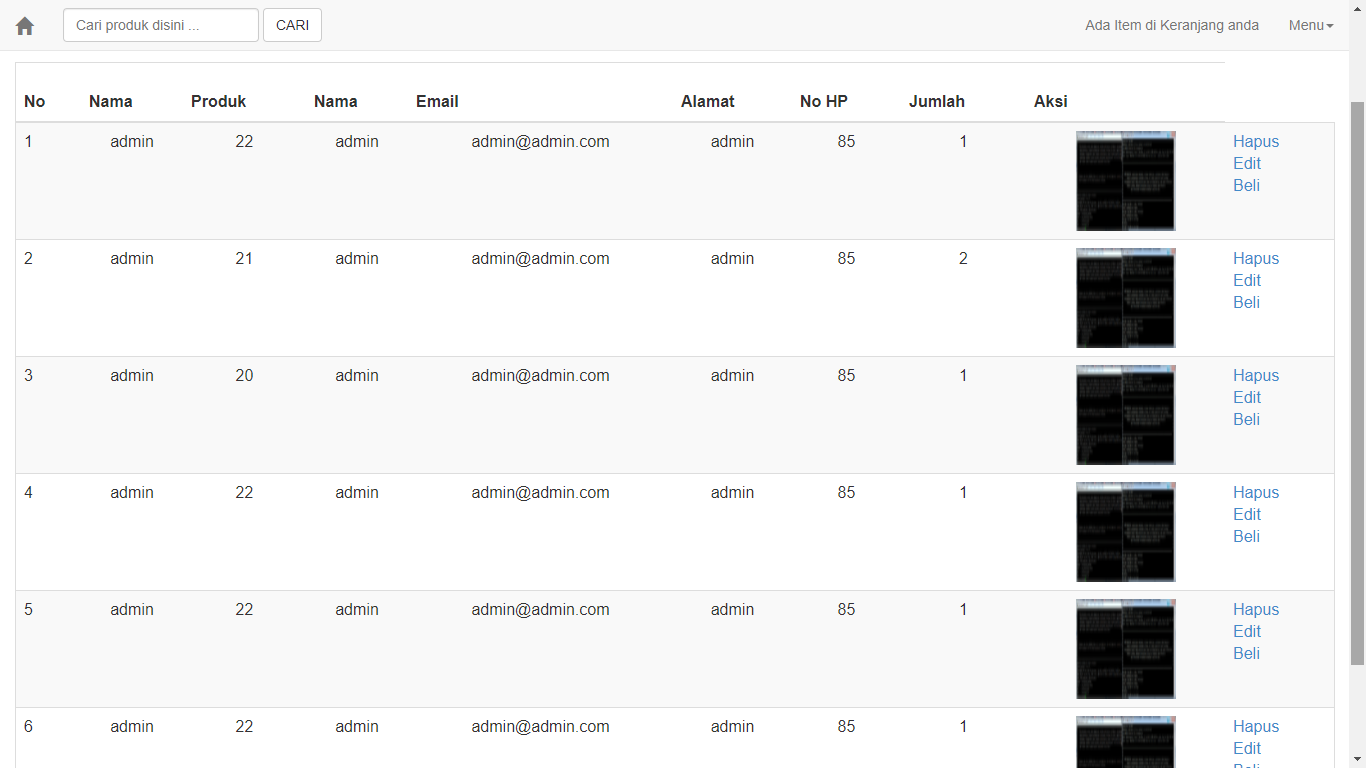 Cari produk disini ... CARI Ada Item di Keranjang anda Menu
No Nama Produk Nama Email Alamat No HP Jumlah Aksi
1 admin 22 admin admin@admin.com admin 85 1 Hapus
Edit
Beli
2 admin 21 admin admin@admin.com admin 85 2 Hapus
Edit
Beli
3 admin 20 admin admin@admin.com admin 85 1 Hapus
Edit
Beli
4 admin 22 admin admin@admin.com admin 85 1 Hapus
Edit
Beli
5 admin 22 admin admin@admin.com admin 85 1 Hapus
Edit
Beli
6 admin 22 admin admin@admin.com admin 85 1 Hapus
Edit